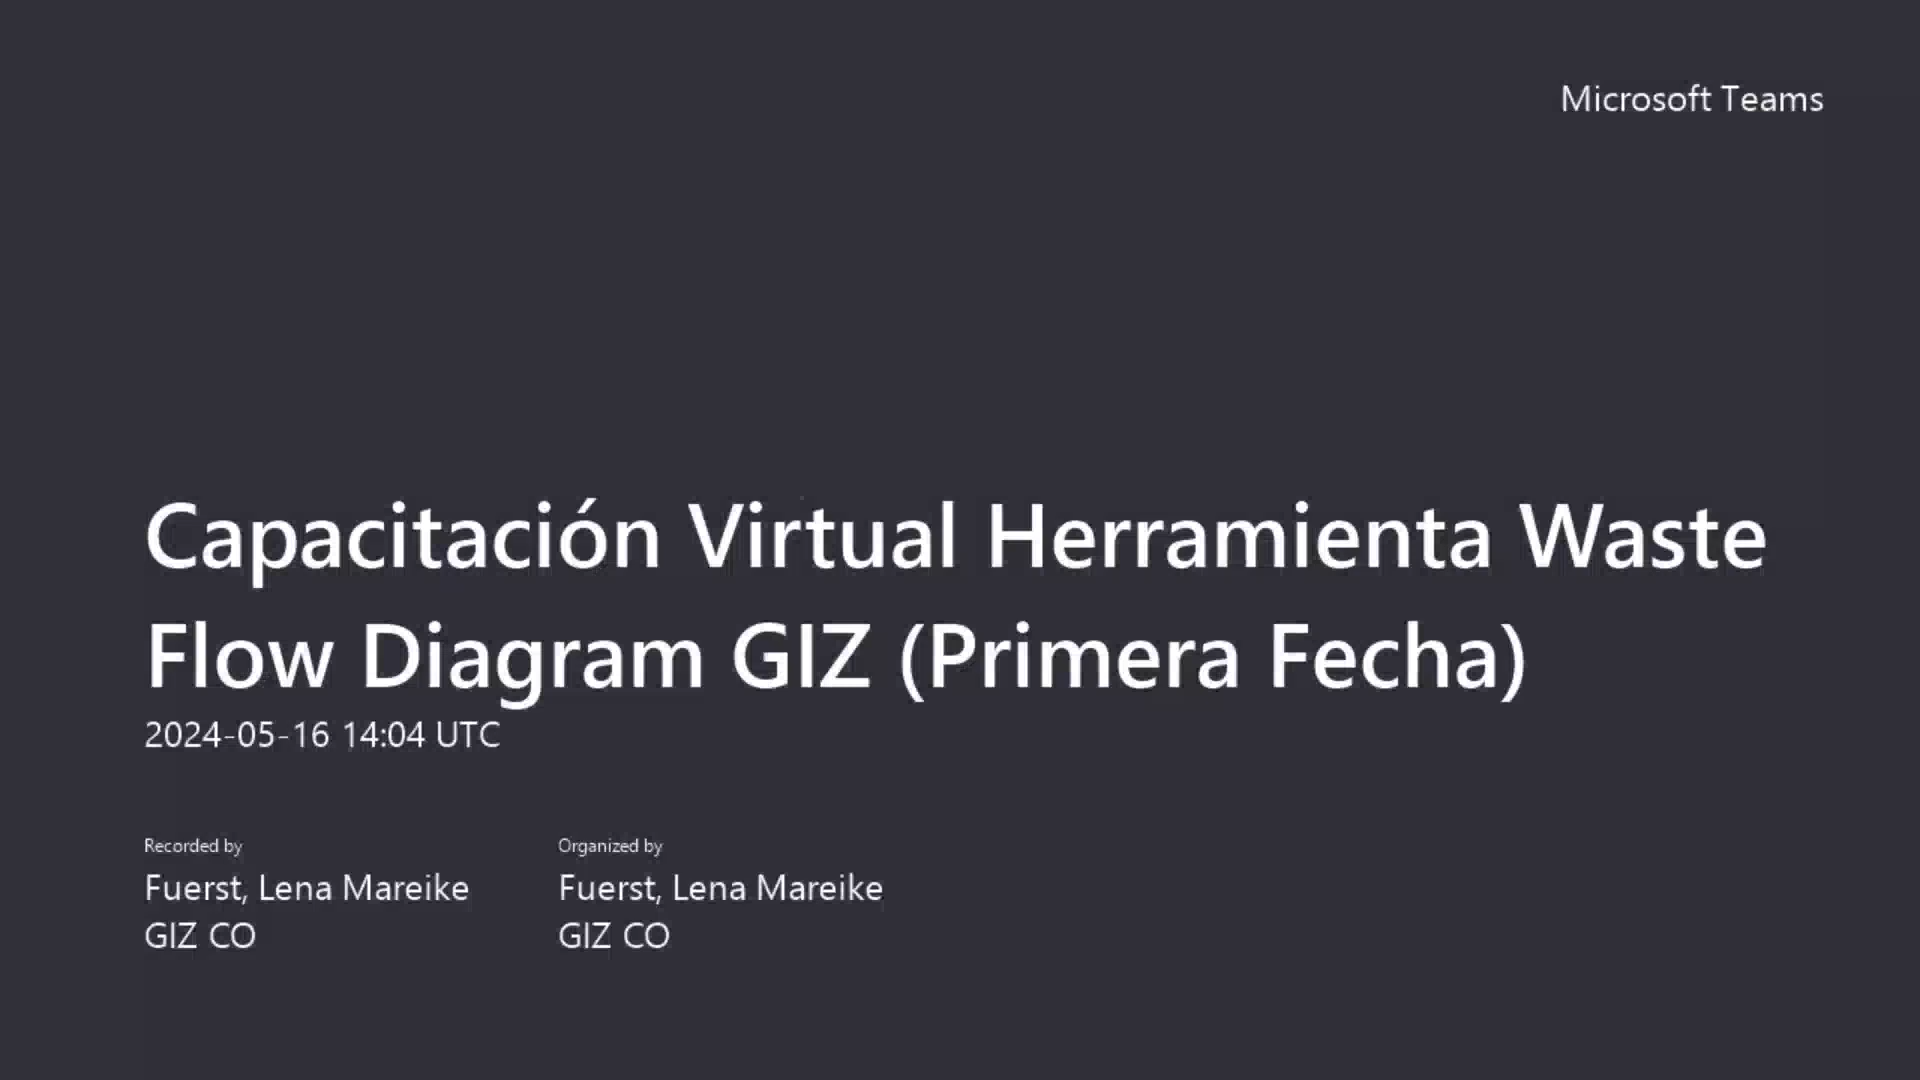 Microsoft Teams
Capacitación Virtual Herramienta Waste
Flow Diagram GIZ (Primera Fecha)
2024-05-16 14:04 UTC
Recorded by
Fuerst, Lena Mareike
GIZ CO
Organized by
Fuerst, Lena Mareike
GIZ CO